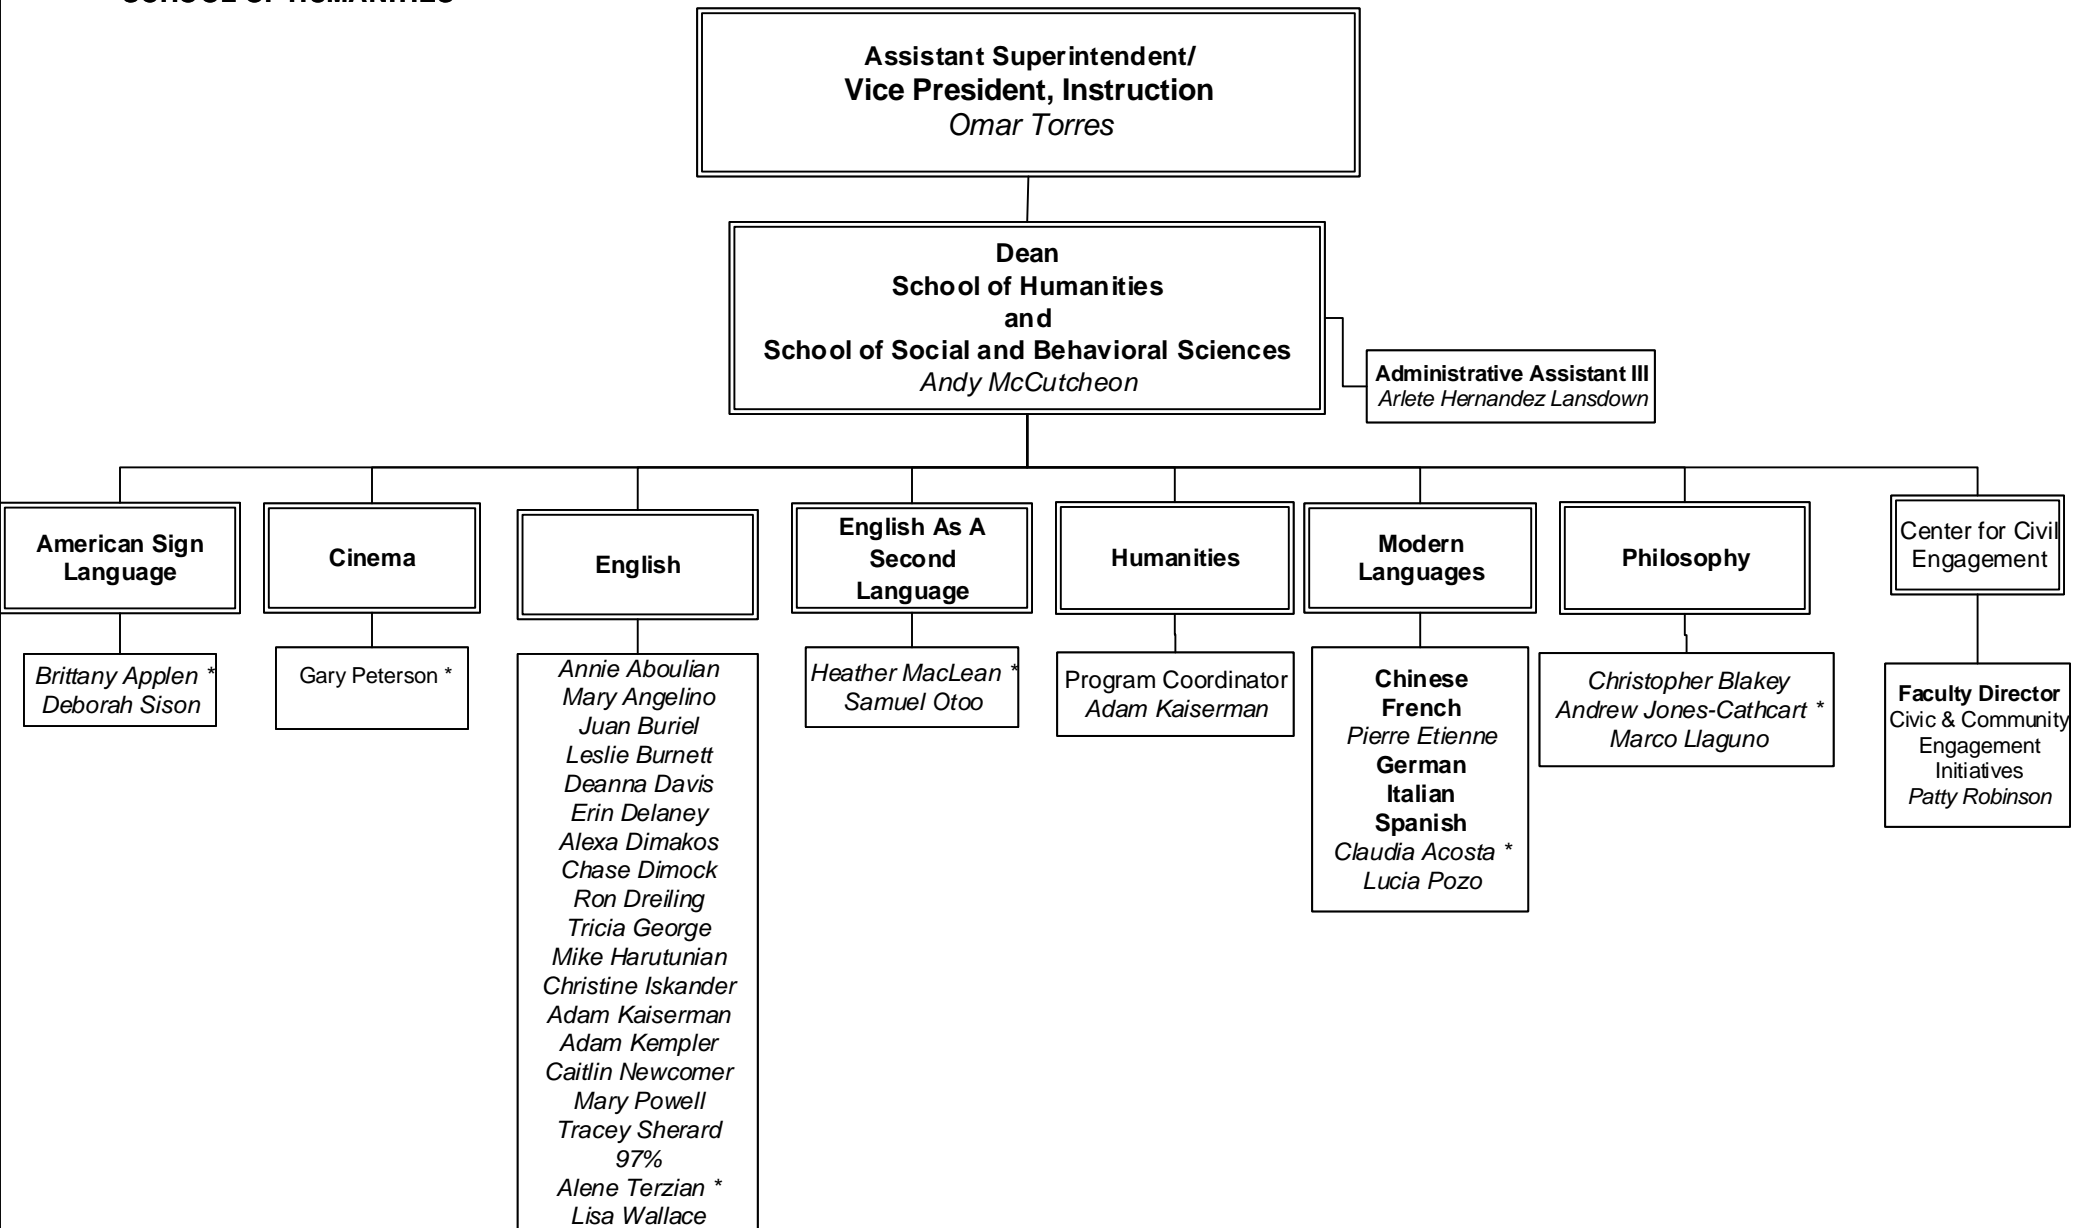 SCHOOL OF HUMANITIES
Assistant Superintendent/
Vice President, Instruction
Omar Torres
Dean
School of Humanities
and
School of Social and Behavioral Sciences
Andy McCutcheon
Administrative Assistant III
Arlete Hernandez Lansdown
American Sign
Language
Brittany Applen *
Deborah Sison
Cinema
Gary Peterson *
English
Annie Aboulian
Mary Angelino
Juan Buriel
Leslie Burnett
Deanna Davis
Erin Delaney
Alexa Dimakos
Chase Dimock
Ron Dreiling
Tricia George
Mike Harutunian
Christine Iskander
Adam Kaiserman
Adam Kempler
Caitlin Newcomer
Mary Powell
Tracey Sherard
97%
Alene Terzian *
Lisa Wallace
English As A
Second
Language
Heather MacLean *
Samuel Otoo
Humanities
Program Coordinator
Adam Kaiserman
Modern
Languages
Chinese
French
Pierre Etienne
German
Italian
Spanish
Claudia Acosta *
Lucia Pozo
Philosophy
Christopher Blakey
Andrew Jones-Cathcart *
Marco Llaguno
Center for Civil
Engagement
Faculty Director
Civic & Community
Engagement
Initiatives
Patty Robinson